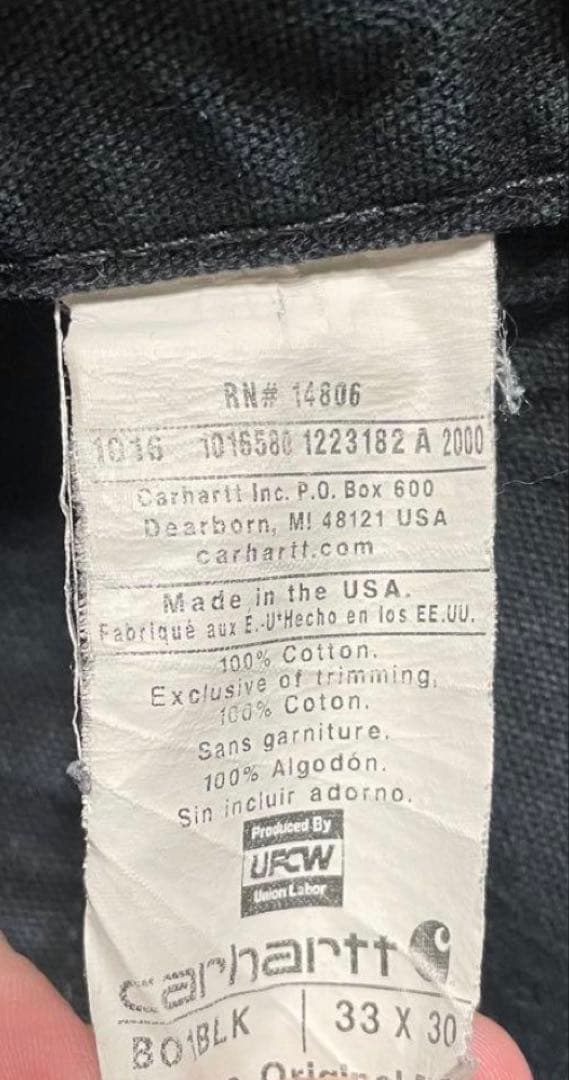 RN# 14806
1016 1016580 1223182 A 2000
Carhartt Inc. P.O. Box 600
Dearborn, MI 48121 USA
carhartt.com
Made in the USA.
Fabriqué aux É.-U•Hecho en los EE.UU.
100% Cotton.
Exclusive of trimming.
100% Coton.
Sans garniture.
100% Algodón.
Sin incluir adorno.
Produced By
UFCW
Union Labor
carhartt
B01BLK | 33 X 30
Original